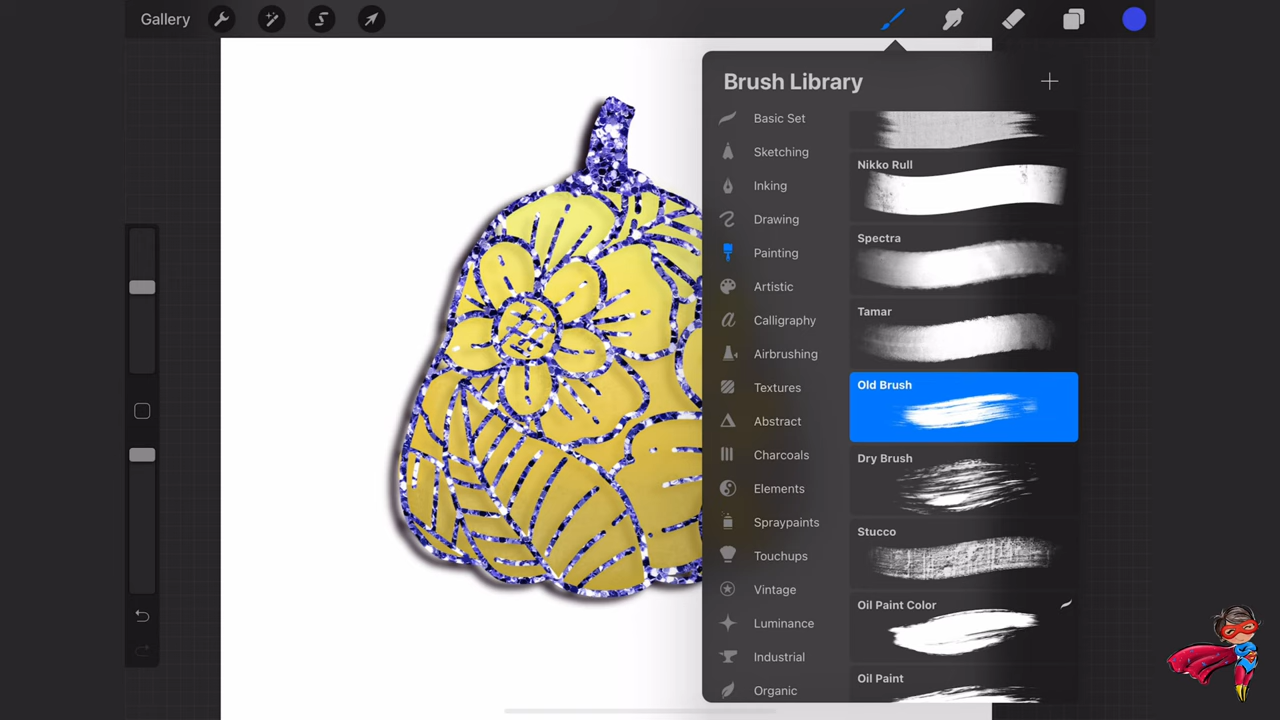 Gallery
Brush Library
Basic Set
Sketching
Inking
Drawing
Painting
Artistic
Calligraphy
Airbrushing
Textures
Abstract
Charcoals
Elements
Spraypaints
Touchups
Vintage
Luminance
Industrial
Organic
Nikko Rull
Spectra
Tamar
Old Brush
Dry Brush
Stucco
Oil Paint Color
Oil Paint